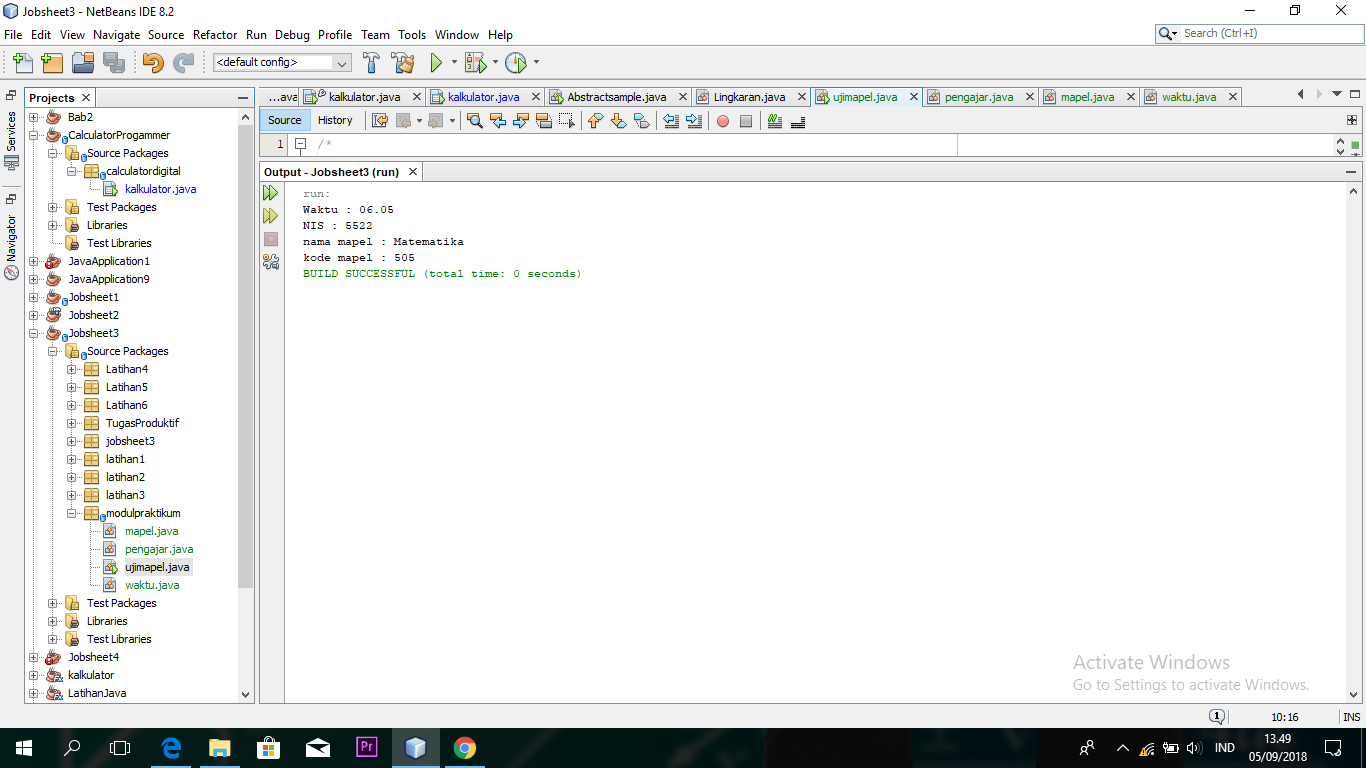 Jobsheet3 - NetBeans IDE 8.2
File Edit View Navigate Source Refactor Run Debug Profile Team Tools Window Help
Search (Ctrl+I)
<default config>
Projects
Services
Navigator
Bab2
CalculatorProgammer
Source Packages
calculatordigital
kalkulator.java
Test Packages
Libraries
Test Libraries
JavaApplication1
JavaApplication9
Jobsheet1
Jobsheet2
Jobsheet3
Source Packages
Latihan4
Latihan5
Latihan6
TugasProduktif
jobsheet3
latihan1
latihan2
latihan3
modulpraktikum
mapel.java
pengajar.java
ujimapel.java
waktu.java
Test Packages
Libraries
Test Libraries
Jobsheet4
kalkulator
LatihanJava
...ava kalkulator.java kalkulator.java Abstractsample.java Lingkaran.java ujimapel.java pengajar.java mapel.java waktu.java
Source History
1 /*
Output - Jobsheet3 (run)
run:
Waktu : 06.05
NIS : 5522
nama mapel : Matematika
kode mapel : 505
BUILD SUCCESSFUL (total time: 0 seconds)
Activate Windows
Go to Settings to activate Windows.
1 10:16 INS
Pr
IND
13.49
05/09/2018